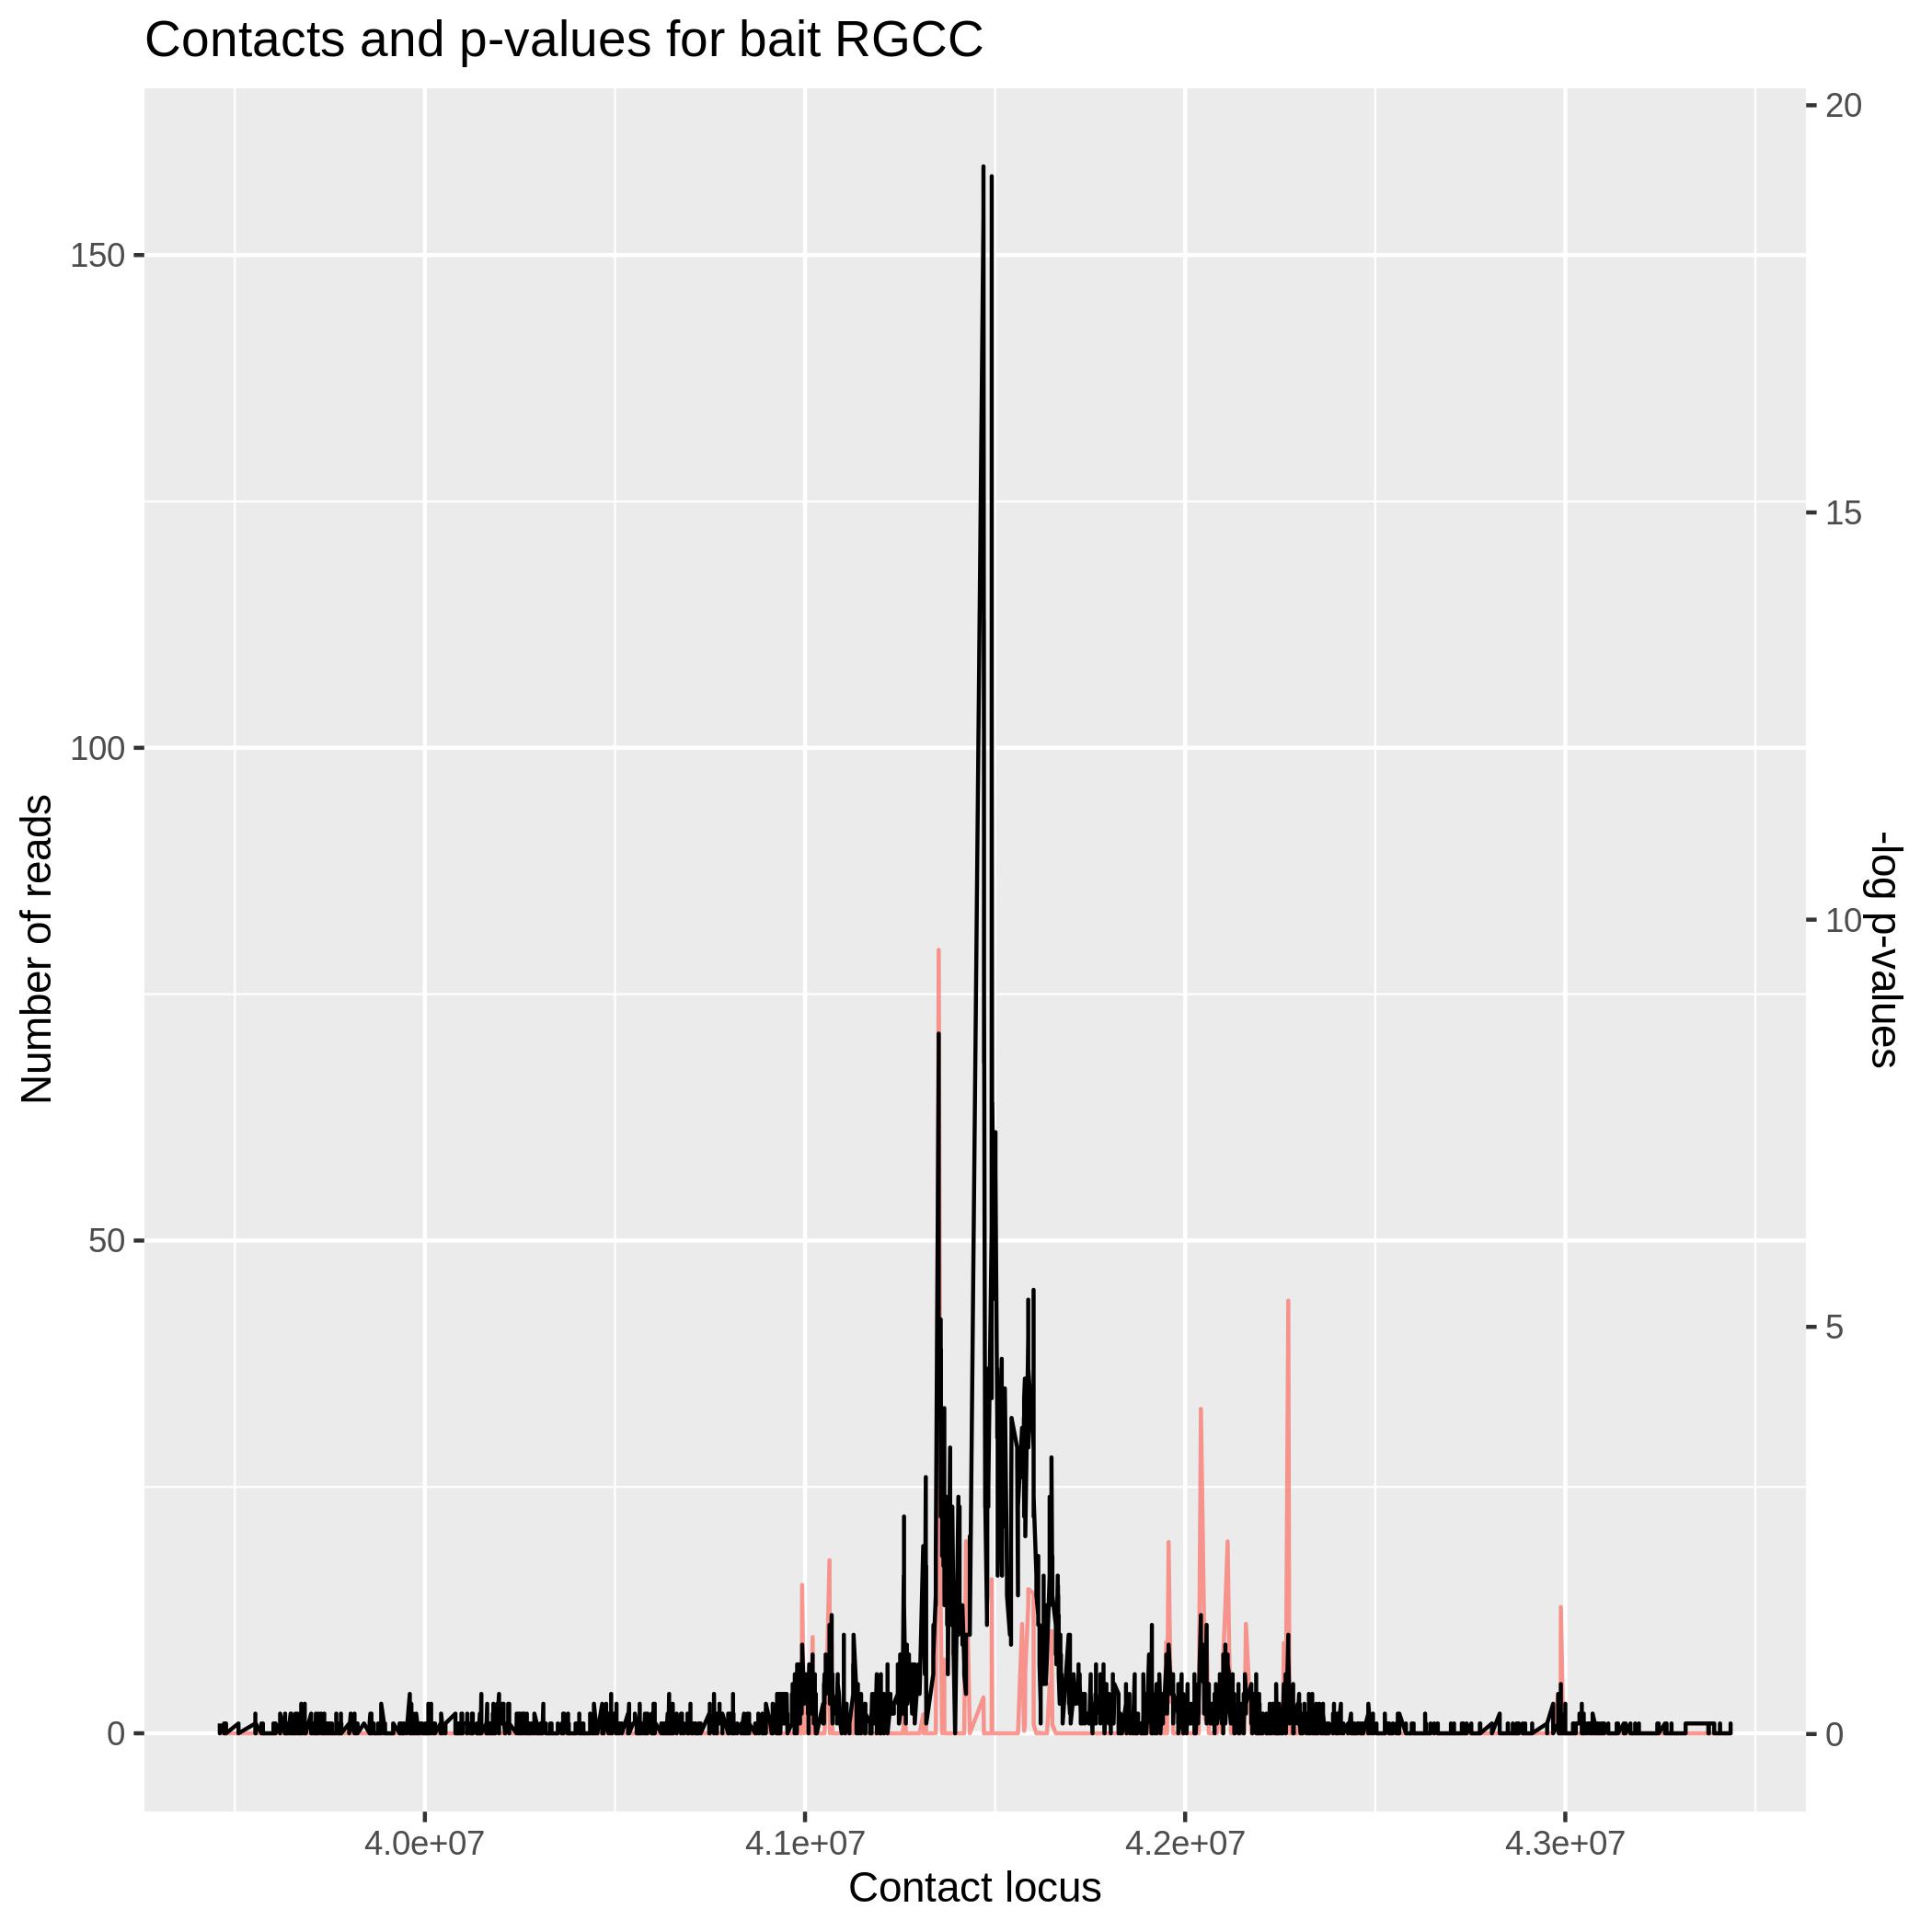 Contacts and p-values for bait RGCC
Number of reads
150
100
50
0
20
15
10
5
0
-log p-values
4.0e+07
4.1e+07
4.2e+07
4.3e+07
Contact locus